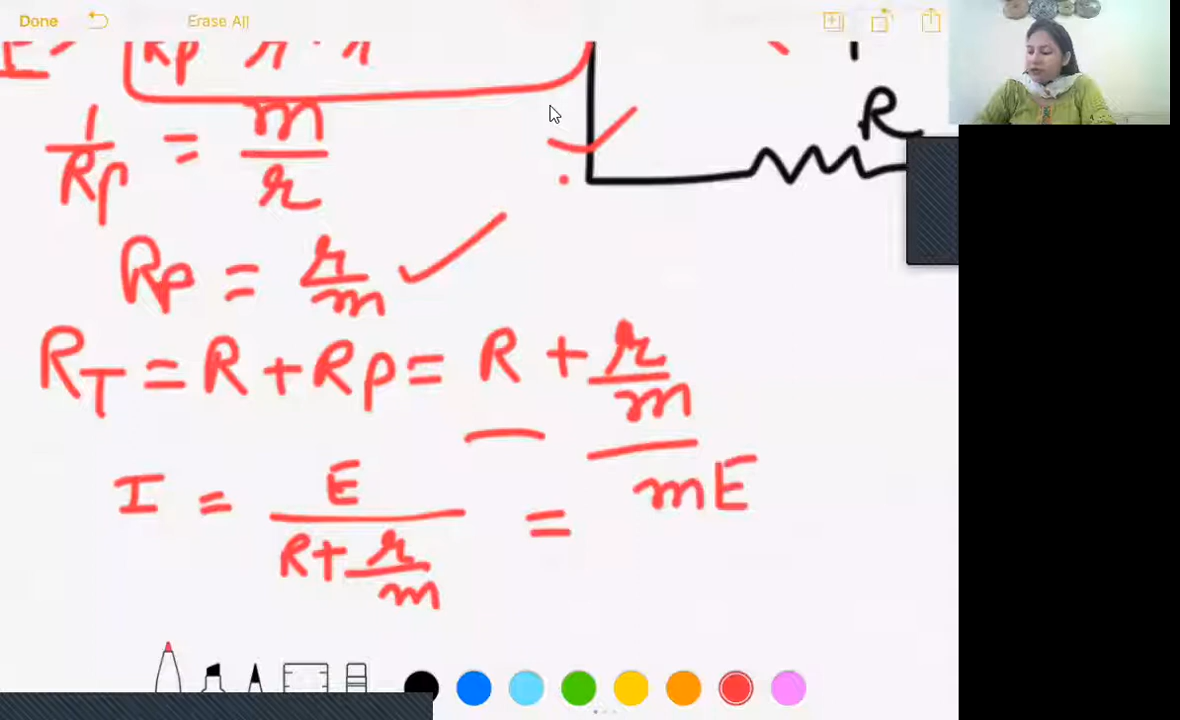 Done Erase All
1/Rp = m/r
R
Rp = r/m ✓
RT = R + Rp = R + r/m
I = E/(R + r/m) = mE